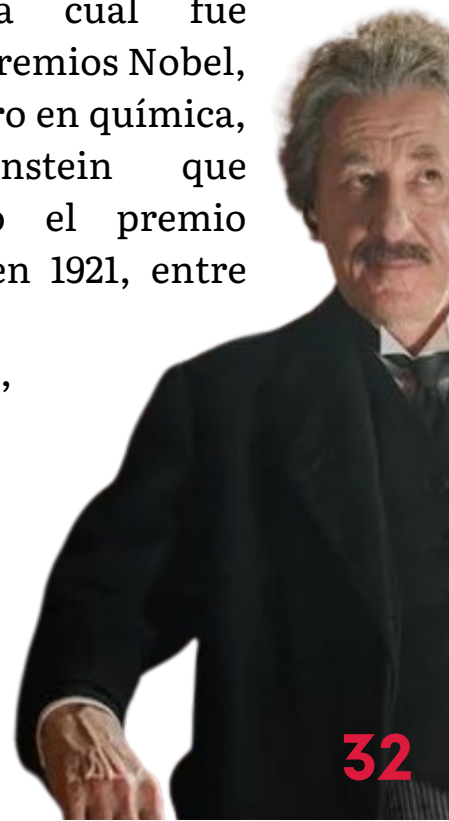 a cual fue
remios Nobel,
ro en química,
nstein que
o el premio
en 1921, entre
,
32